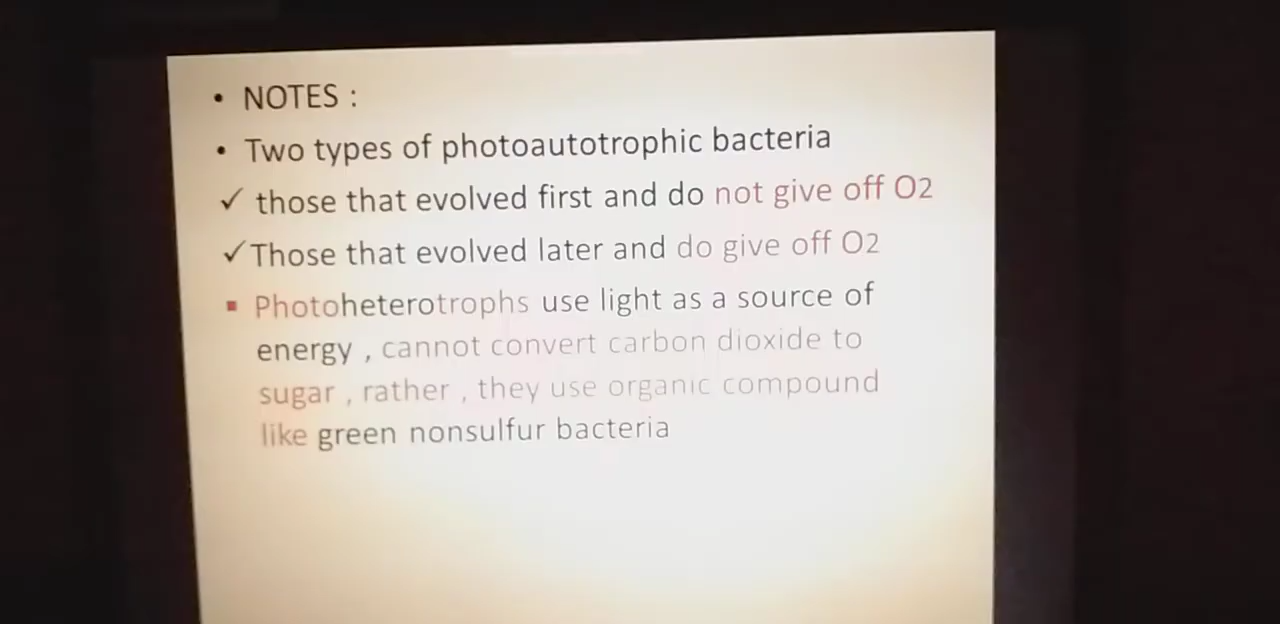 • NOTES :
• Two types of photoautotrophic bacteria
✓ those that evolved first and do not give off O2
✓ Those that evolved later and do give off O2
▪ Photoheterotrophs use light as a source of
energy , cannot convert carbon dioxide to
sugar , rather , they use organic compound
like green nonsulfur bacteria